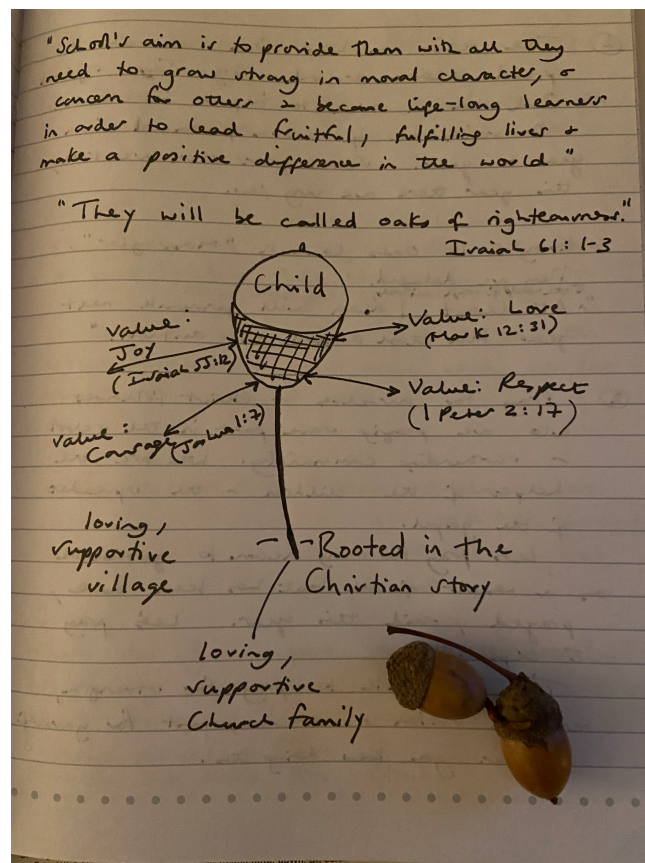 "School's aim is to provide them with all they
need to grow strong in moral character, a
concern for others & become life-long learners
in order to lead fruitful, fulfilling lives &
make a positive difference in the world"
"They will be called oaks of righteousness."
Isaiah 61:1-3
Child
Value:
Joy
(Isaiah 55:12)
Value: Love
(Mark 12:31)
Value: Respect
(1 Peter 2:17)
Value:
Courage (Joshua 1:7)
loving,
supportive
village
Rooted in the
Christian story
loving,
supportive
Church family